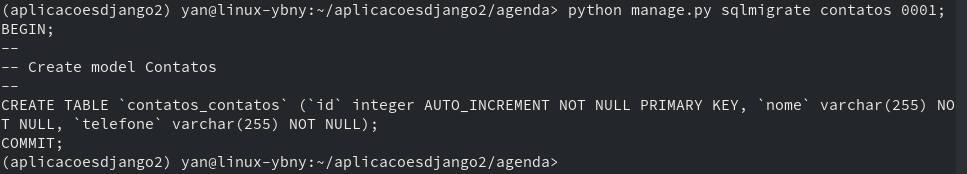 (aplicacoesdjango2) yan@linux-ybny:~/aplicacoesdjango2/agenda> python manage.py sqlmigrate contatos 0001;
BEGIN;
--
-- Create model Contatos
--
CREATE TABLE `contatos_contatos` (`id` integer AUTO_INCREMENT NOT NULL PRIMARY KEY, `nome` varchar(255) NO
T NULL, `telefone` varchar(255) NOT NULL);
COMMIT;
(aplicacoesdjango2) yan@linux-ybny:~/aplicacoesdjango2/agenda>